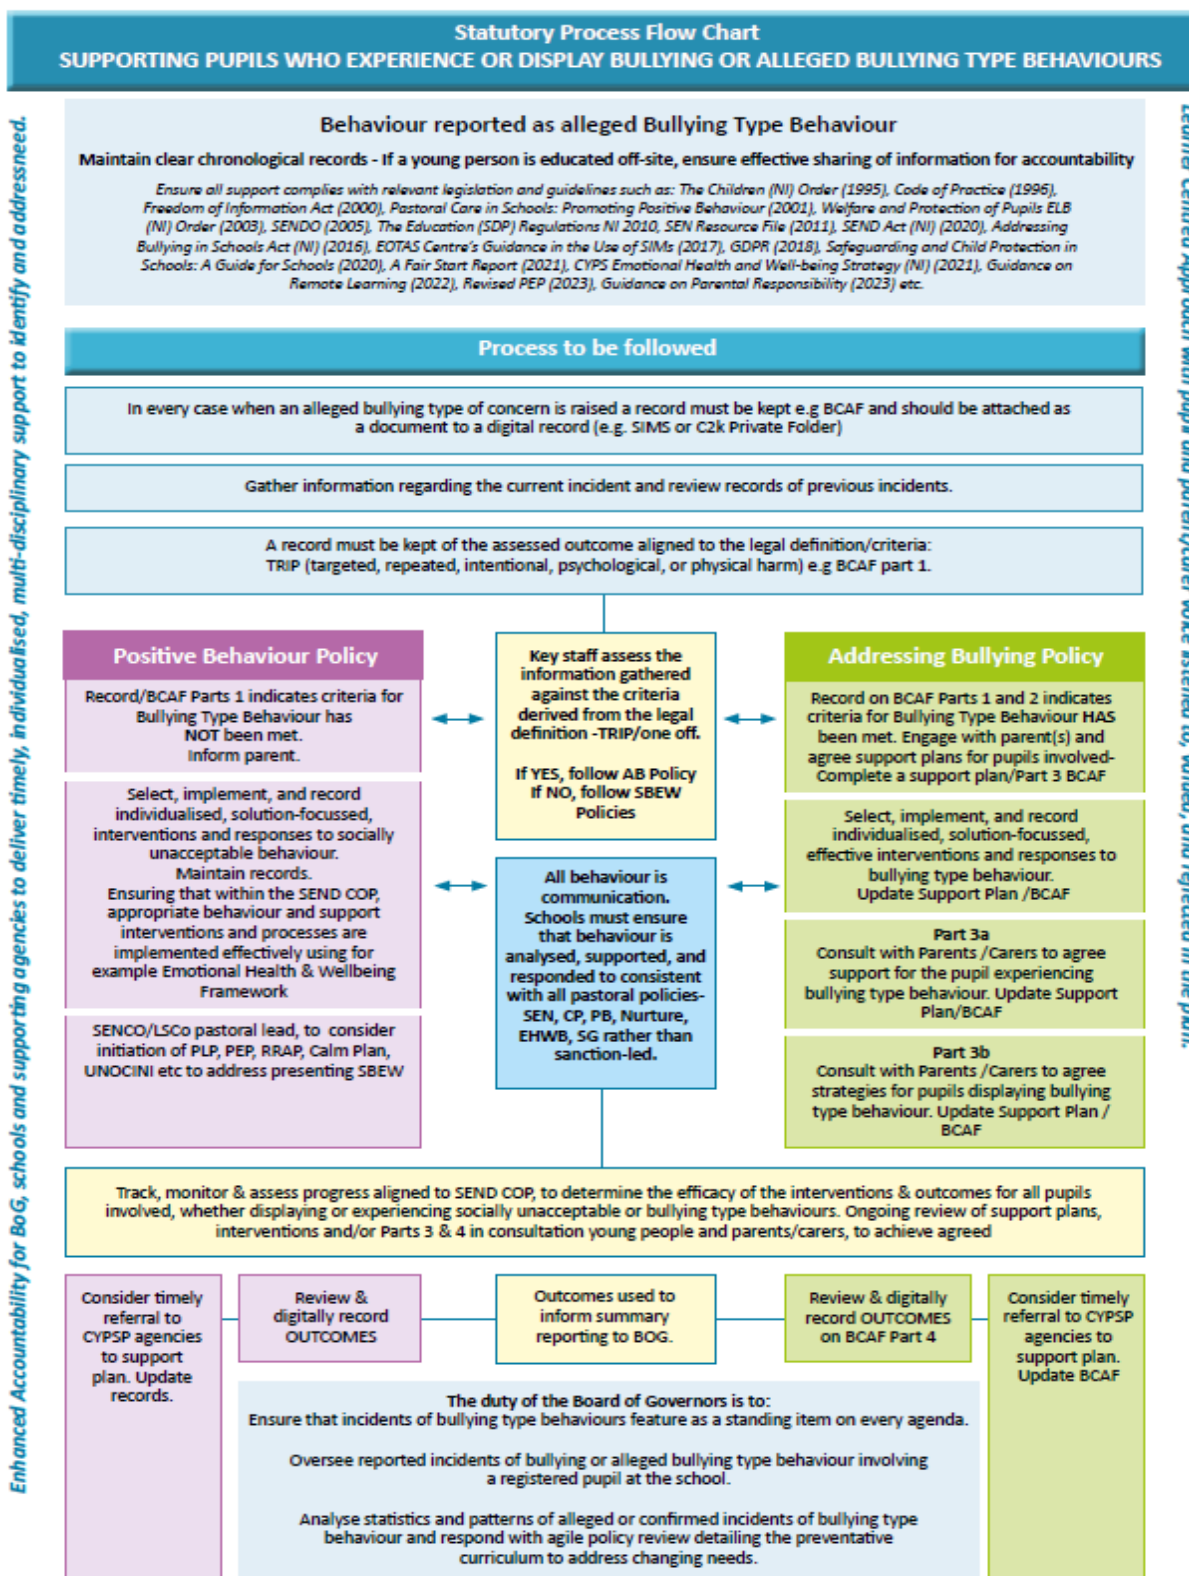 Statutory Process Flow Chart
SUPPORTING PUPILS WHO EXPERIENCE OR DISPLAY BULLYING OR ALLEGED BULLYING TYPE BEHAVIOURS
Enhanced Accountability for BoG, schools and supporting agencies to deliver timely, individualised, multi-disciplinary support to identify and addressneed.
Learner Centred Approach with pupil and parent/carer voice listened to, valued, and reflected in the plan.
Behaviour reported as alleged Bullying Type Behaviour
Maintain clear chronological records - If a young person is educated off-site, ensure effective sharing of information for accountability
Ensure all support complies with relevant legislation and guidelines such as: The Children (NI) Order (1995), Code of Practice (1996),
Freedom of Information Act (2000), Pastoral Care in Schools: Promoting Positive Behaviour (2001), Welfare and Protection of Pupils ELB
(NI) Order (2003), SENDO (2005), The Education (SDP) Regulations NI 2010, SEN Resource File (2011), SEND Act (NI) (2020), Addressing
Bullying in Schools Act (NI) (2016), EOTAS Centre's Guidance in the Use of SIMs (2017), GDPR (2018), Safeguarding and Child Protection in
Schools: A Guide for Schools (2020), A Fair Start Report (2021), CYPS Emotional Health and Well-being Strategy (NI) (2021), Guidance on
Remote Learning (2022), Revised PEP (2023), Guidance on Parental Responsibility (2023) etc.
Process to be followed
In every case when an alleged bullying type of concern is raised a record must be kept e.g BCAF and should be attached as
a document to a digital record (e.g. SIMS or C2k Private Folder)
Gather information regarding the current incident and review records of previous incidents.
A record must be kept of the assessed outcome aligned to the legal definition/criteria:
TRIP (targeted, repeated, intentional, psychological, or physical harm) e.g BCAF part 1.
Positive Behaviour Policy
Record/BCAF Parts 1 indicates criteria for
Bullying Type Behaviour has
NOT been met.
Inform parent.
Select, implement, and record
individualised, solution-focussed,
interventions and responses to socially
unacceptable behaviour.
Maintain records.
Ensuring that within the SEND COP,
appropriate behaviour and support
interventions and processes are
implemented effectively using for
example Emotional Health & Wellbeing
Framework
SENCO/LSCo pastoral lead, to consider
initiation of PLP, PEP, RRAP, Calm Plan,
UNOCINI etc to address presenting SBEW
Key staff assess the
information gathered
against the criteria
derived from the legal
definition -TRIP/one off.
If YES, follow AB Policy
If NO, follow SBEW
Policies
All behaviour is
communication.
Schools must ensure
that behaviour is
analysed, supported, and
responded to consistent
with all pastoral policies-
SEN, CP, PB, Nurture,
EHWB, SG rather than
sanction-led.
Addressing Bullying Policy
Record on BCAF Parts 1 and 2 indicates
criteria for Bullying Type Behaviour HAS
been met. Engage with parent(s) and
agree support plans for pupils involved-
Complete a support plan/Part 3 BCAF
Select, implement, and record
individualised, solution-focussed,
effective interventions and responses to
bullying type behaviour.
Update Support Plan /BCAF
Part 3a
Consult with Parents /Carers to agree
support for the pupil experiencing
bullying type behaviour. Update Support
Plan/BCAF
Part 3b
Consult with Parents /Carers to agree
strategies for pupils displaying bullying
type behaviour. Update Support Plan /
BCAF
Track, monitor & assess progress aligned to SEND COP, to determine the efficacy of the interventions & outcomes for all pupils
involved, whether displaying or experiencing socially unacceptable or bullying type behaviours. Ongoing review of support plans,
interventions and/or Parts 3 & 4 in consultation young people and parents/carers, to achieve agreed
Consider timely
referral to
CYPSP agencies
to support
plan. Update
records.
Review &
digitally record
OUTCOMES
Outcomes used to
inform summary
reporting to BOG.
Review & digitally
record OUTCOMES
on BCAF Part 4
Consider timely
referral to CYPSP
agencies to
support plan.
Update BCAF
The duty of the Board of Governors is to:
Ensure that incidents of bullying type behaviours feature as a standing item on every agenda.
Oversee reported incidents of bullying or alleged bullying type behaviour involving
a registered pupil at the school.
Analyse statistics and patterns of alleged or confirmed incidents of bullying type
behaviour and respond with agile policy review detailing the preventative
curriculum to address changing needs.